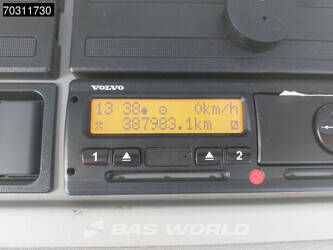 70311730
VOLVO
13 38 0km/h
387983.1km
1 2
BAS WORLD